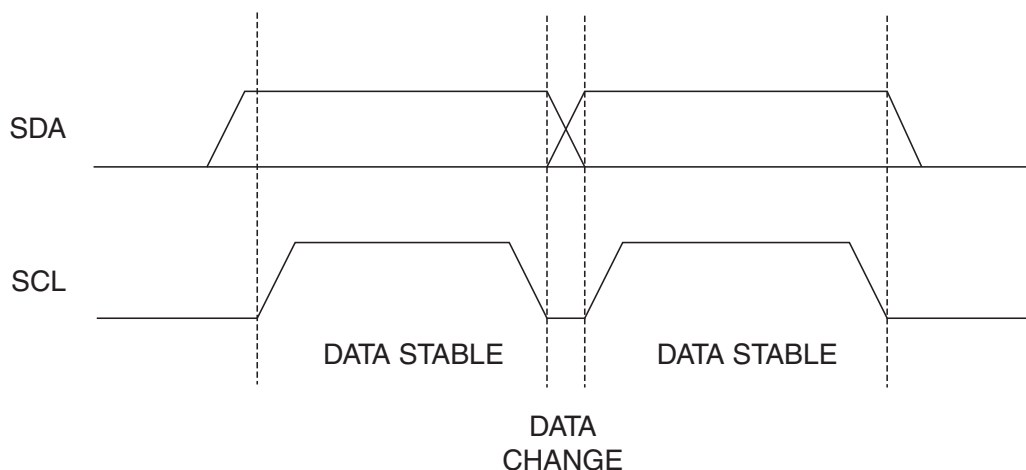 SDA
SCL
DATA STABLE
DATA STABLE
DATA
CHANGE